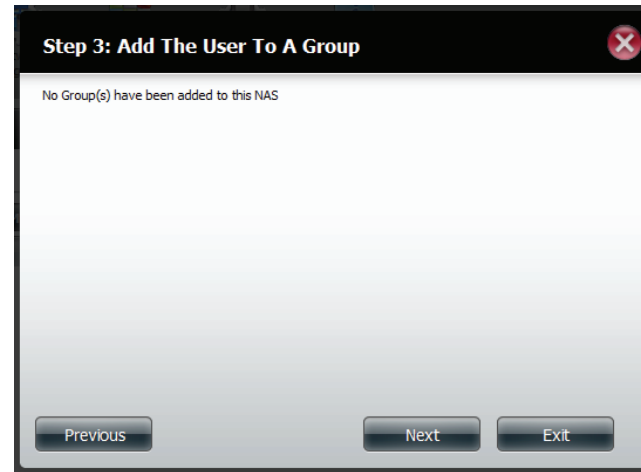 Step 3: Add The User To A Group
No Group(s) have been added to this NAS
Previous
Next
Exit